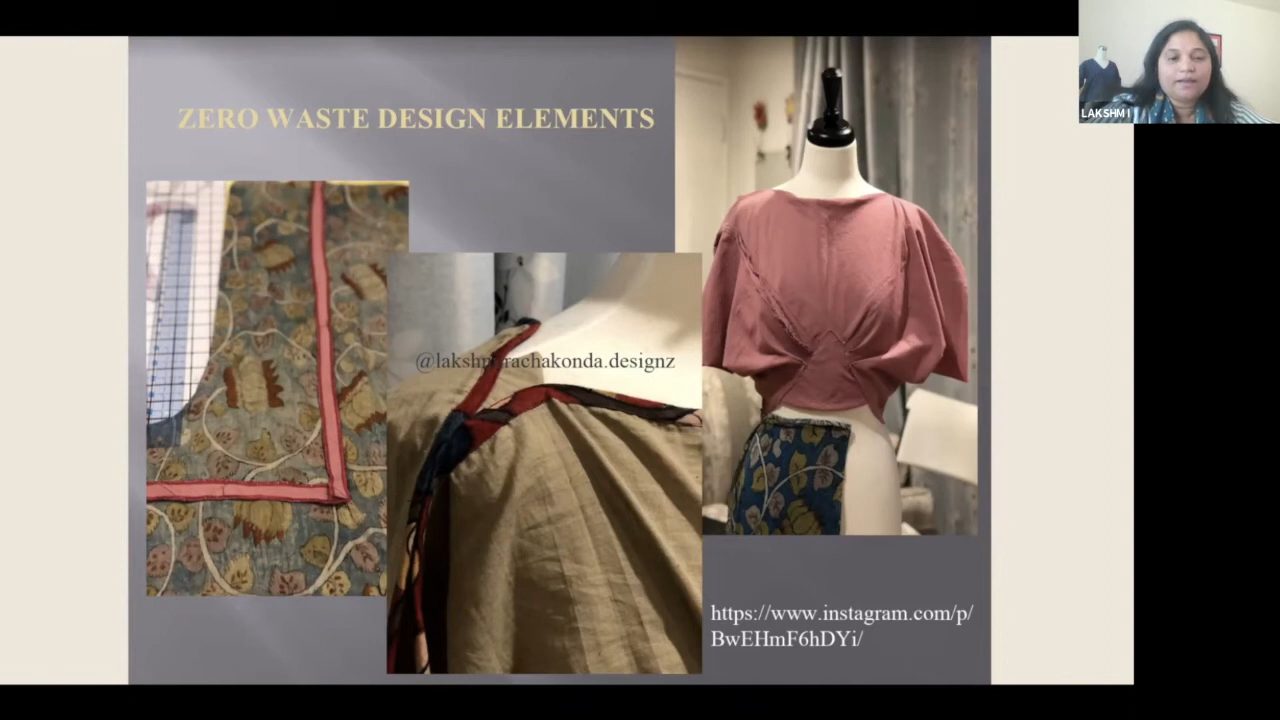 ZERO WASTE DESIGN ELEMENTS
@lakshmirachakonda.designz
https://www.instagram.com/p/
BwEHmF6hDYi/
LAKSHMI